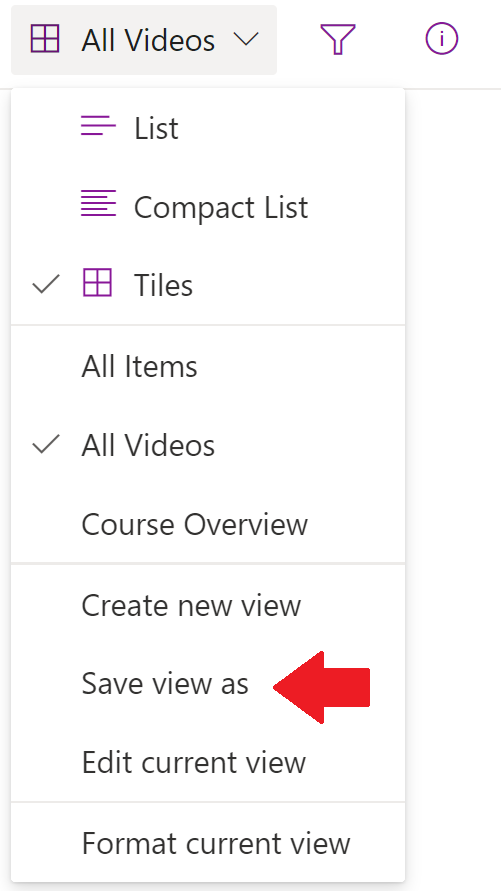 All Videos
List
Compact List
Tiles
All Items
All Videos
Course Overview
Create new view
Save view as
Edit current view
Format current view